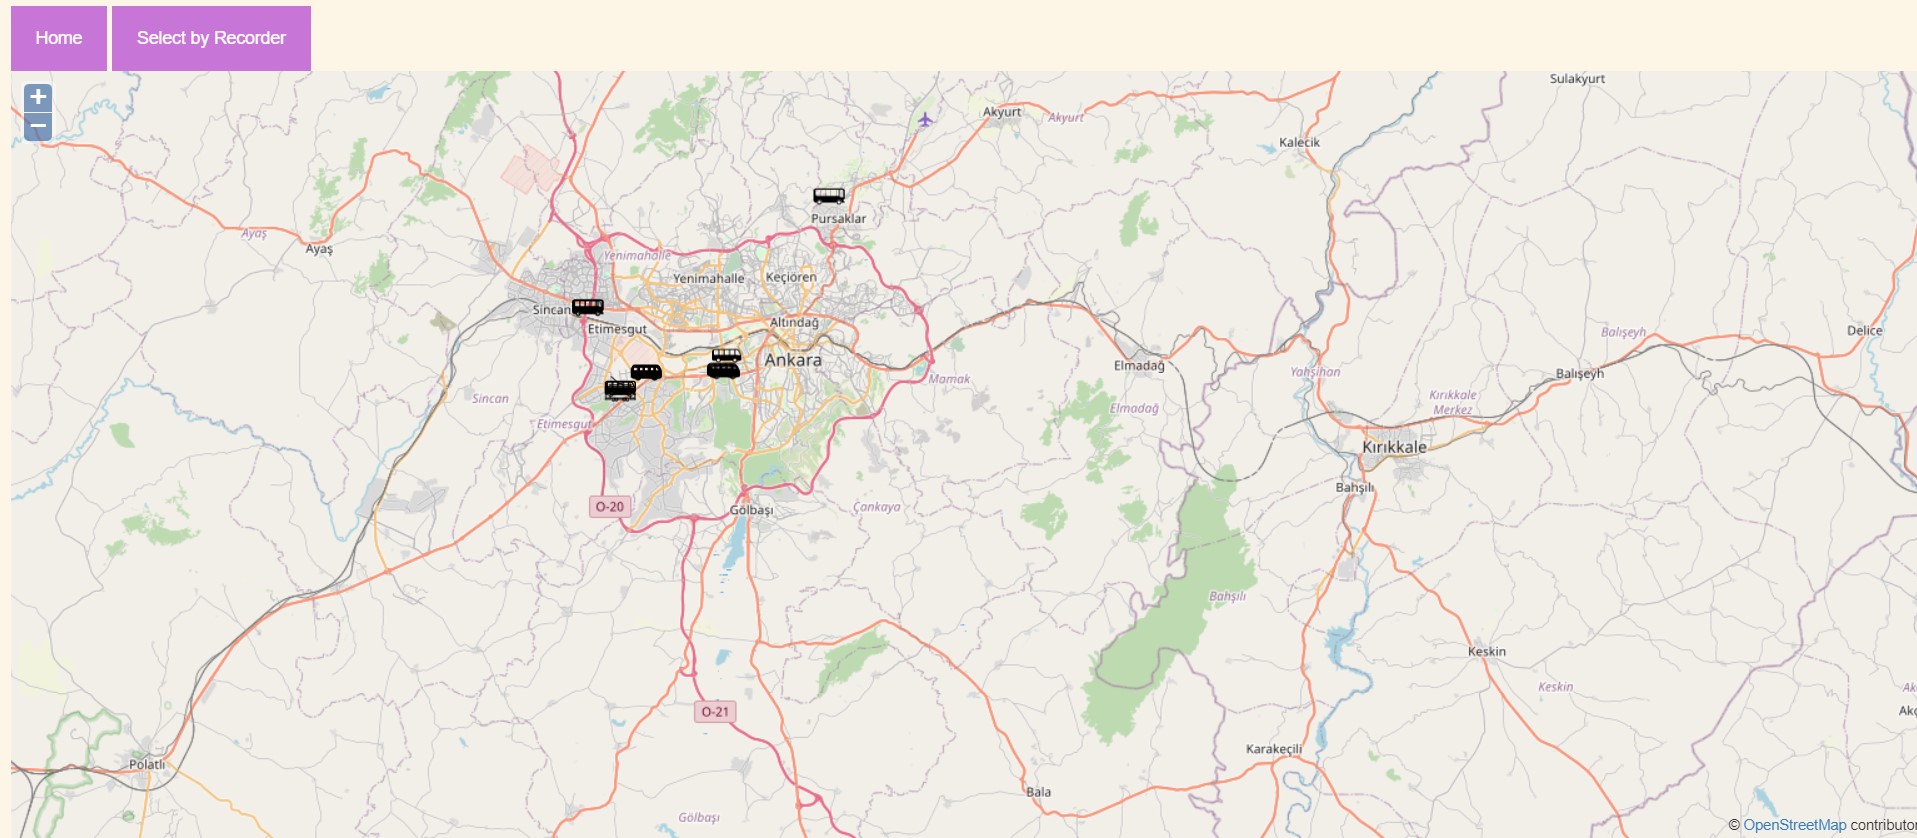 Home
Select by Recorder
+
−
Sulakyurt
Akyurt
Akyurt
Kalecik
Pursaklar
Ayaş
Ayaş
Yenimahalle
Yenimahalle
Keçiören
Sincan
Etimesgut
Altındağ
Ankara
Balışeyh
Delice
Elmadağ
Yahşihan
Balışeyh
Mamak
Sincan
Elmadağ
Kırıkkale
Merkez
Etimesgut
Kırıkkale
Bahşılı
O-20
Gölbaşı
Çankaya
Bahşılı
Keskin
Keskin
O-21
Karakeçili
Polatlı
Bala
Gölbaşı
© OpenStreetMap contributor